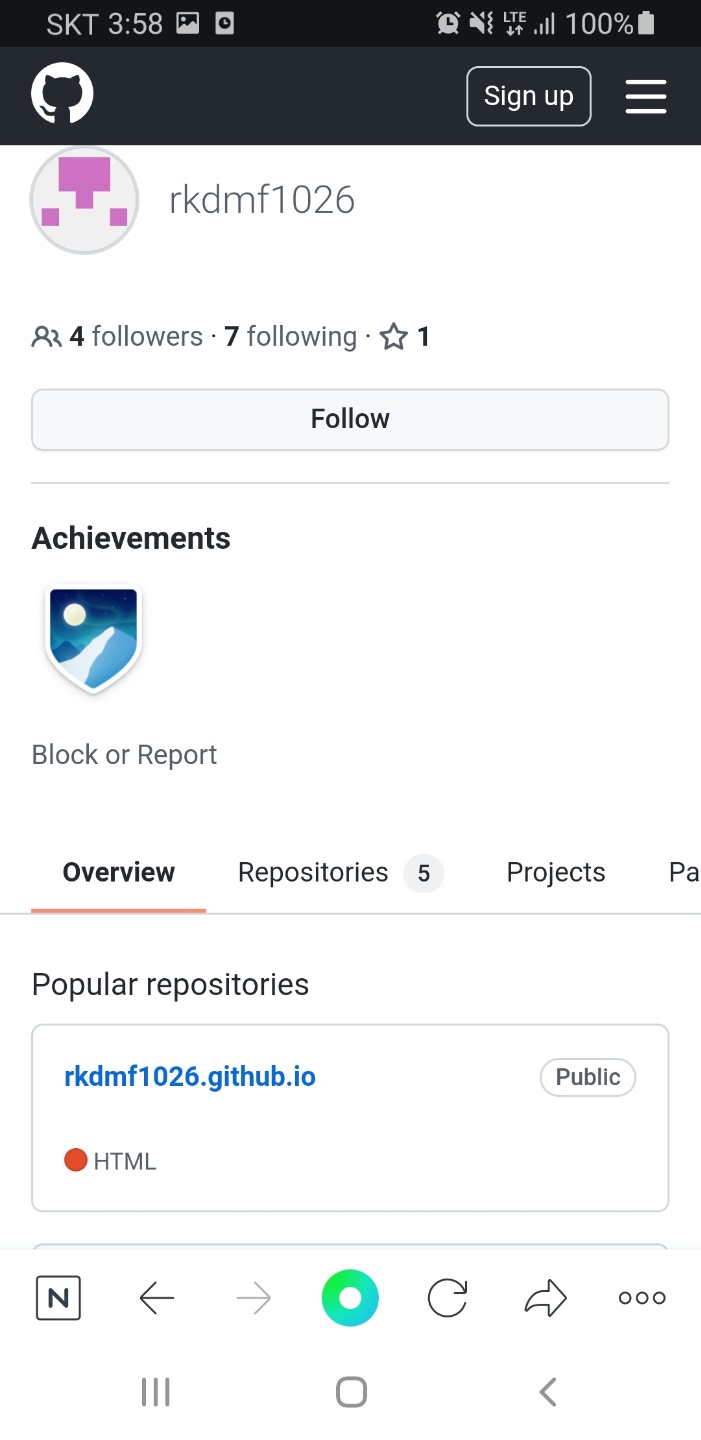 SKT 3:58 LTE 100%
Sign up
rkdmf1026
4 followers · 7 following · 1
Follow
Achievements
Block or Report
Overview Repositories 5 Projects Pa
Popular repositories
rkdmf1026.github.io Public
HTML
N